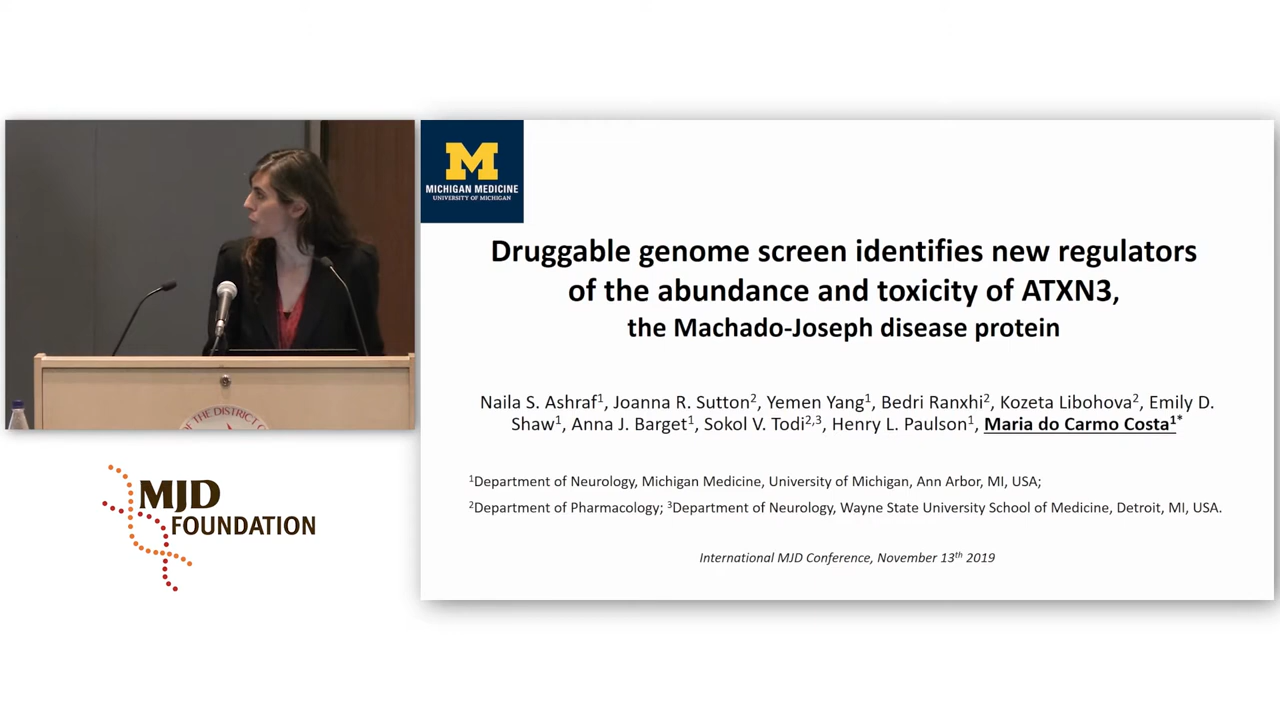 MICHIGAN MEDICINE
UNIVERSITY OF MICHIGAN
Druggable genome screen identifies new regulators
of the abundance and toxicity of ATXN3,
the Machado-Joseph disease protein
Naila S. Ashraf¹, Joanna R. Sutton², Yemen Yang¹, Bedri Ranxhi², Kozeta Libohova², Emily D.
Shaw¹, Anna J. Barget¹, Sokol V. Todi²,³, Henry L. Paulson¹, Maria do Carmo Costa¹*
¹Department of Neurology, Michigan Medicine, University of Michigan, Ann Arbor, MI, USA;
²Department of Pharmacology; ³Department of Neurology, Wayne State University School of Medicine, Detroit, MI, USA.
International MJD Conference, November 13ᵗʰ 2019
OF THE DISTRICT
MJD
FOUNDATION